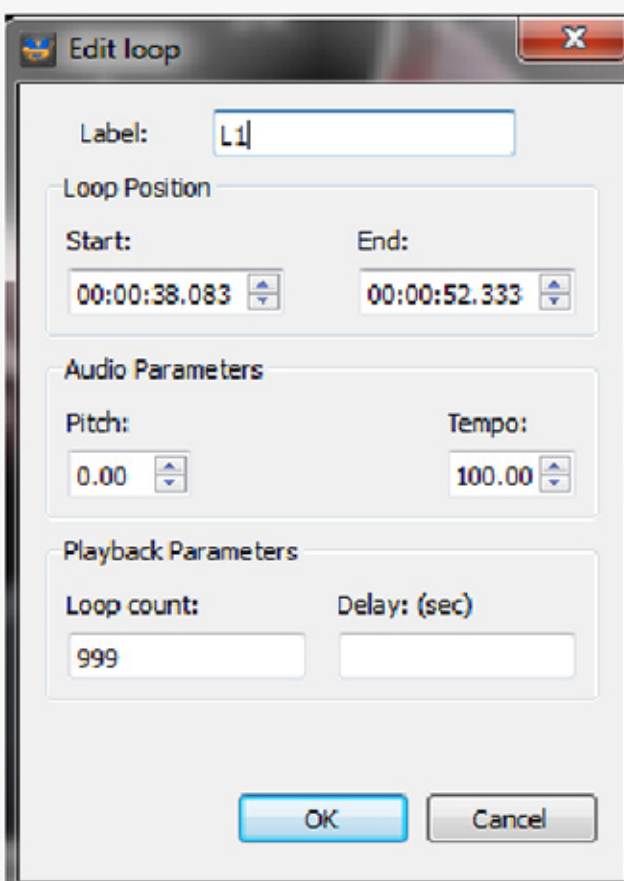 Edit loop
Label: L1
Loop Position
Start: End:
00:00:38.083 00:00:52.333
Audio Parameters
Pitch: Tempo:
0.00 100.00
Playback Parameters
Loop count: Delay: (sec)
999
OK Cancel